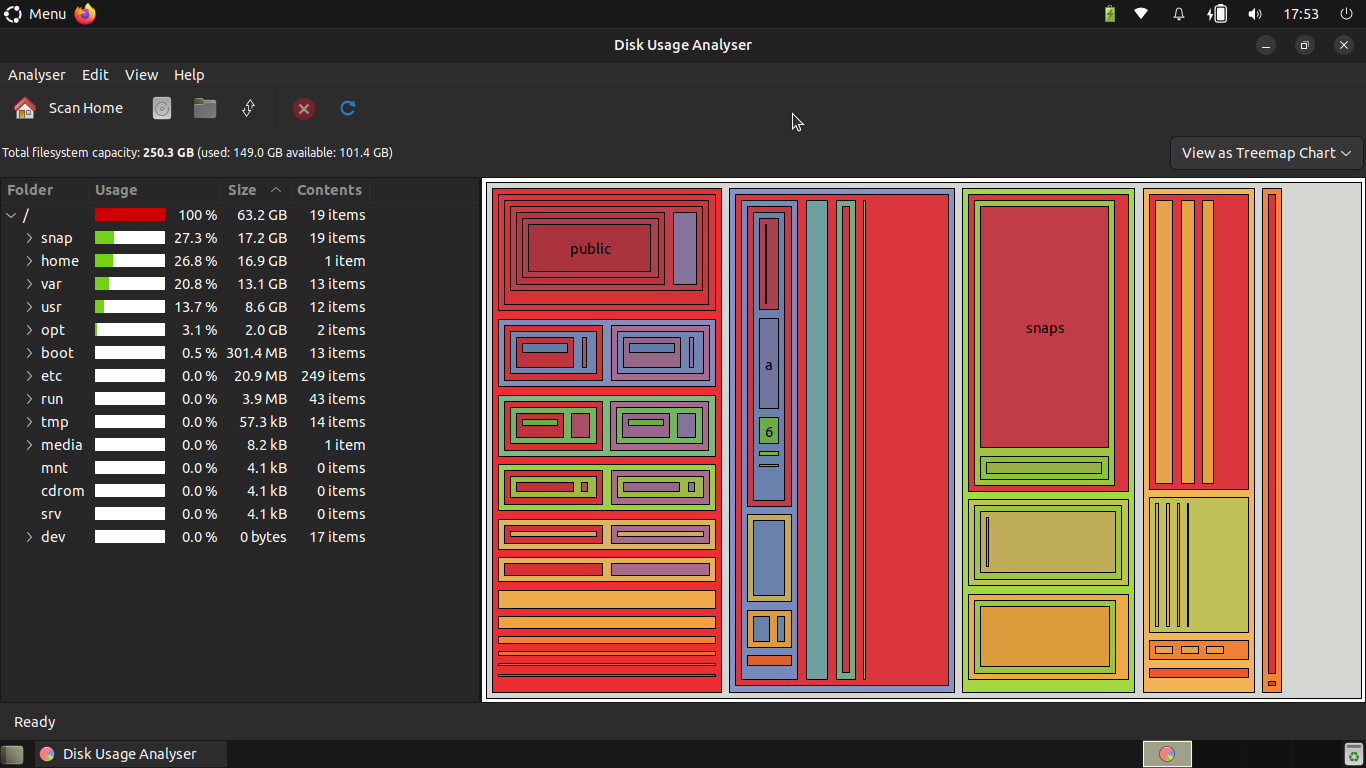 Menu 17:53
Disk Usage Analyser
Analyser Edit View Help
Scan Home
Total filesystem capacity: 250.3 GB (used: 149.0 GB available: 101.4 GB) View as Treemap Chart
Folder Usage Size Contents
/ 100 % 63.2 GB 19 items
snap 27.3 % 17.2 GB 19 items
home 26.8 % 16.9 GB 1 item
var 20.8 % 13.1 GB 13 items
usr 13.7 % 8.6 GB 12 items
opt 3.1 % 2.0 GB 2 items
boot 0.5 % 301.4 MB 13 items
etc 0.0 % 20.9 MB 249 items
run 0.0 % 3.9 MB 43 items
tmp 0.0 % 57.3 kB 14 items
media 0.0 % 8.2 kB 1 item
mnt 0.0 % 4.1 kB 0 items
cdrom 0.0 % 4.1 kB 0 items
srv 0.0 % 4.1 kB 0 items
dev 0.0 % 0 bytes 17 items
public
snaps
a
6
Ready
Disk Usage Analyser